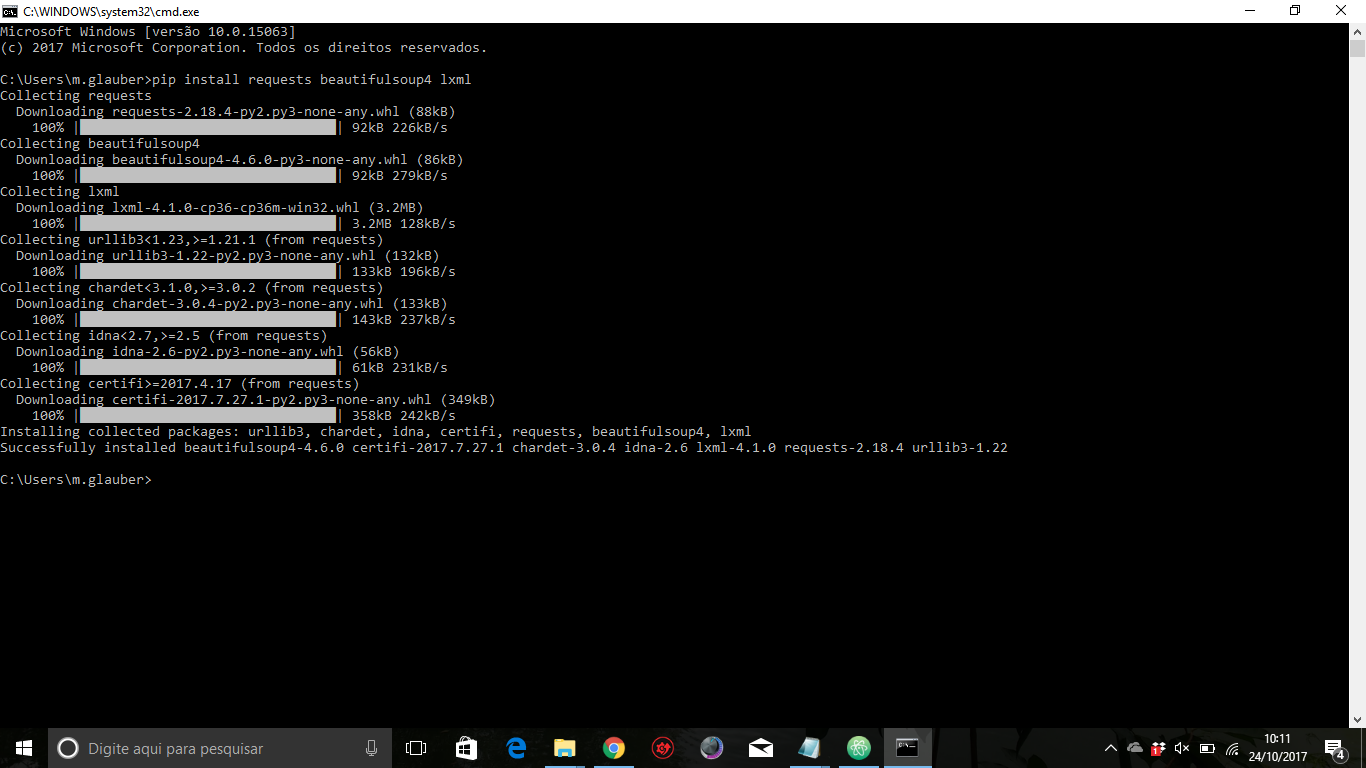 C:\WINDOWS\system32\cmd.exe
Microsoft Windows [versão 10.0.15063]
(c) 2017 Microsoft Corporation. Todos os direitos reservados.
C:\Users\m.glauber>pip install requests beautifulsoup4 lxml
Collecting requests
  Downloading requests-2.18.4-py2.py3-none-any.whl (88kB)
    100% |████████████████████████████████| 92kB 226kB/s
Collecting beautifulsoup4
  Downloading beautifulsoup4-4.6.0-py3-none-any.whl (86kB)
    100% |████████████████████████████████| 92kB 279kB/s
Collecting lxml
  Downloading lxml-4.1.0-cp36-cp36m-win32.whl (3.2MB)
    100% |████████████████████████████████| 3.2MB 128kB/s
Collecting urllib3<1.23,>=1.21.1 (from requests)
  Downloading urllib3-1.22-py2.py3-none-any.whl (132kB)
    100% |████████████████████████████████| 133kB 196kB/s
Collecting chardet<3.1.0,>=3.0.2 (from requests)
  Downloading chardet-3.0.4-py2.py3-none-any.whl (133kB)
    100% |████████████████████████████████| 143kB 237kB/s
Collecting idna<2.7,>=2.5 (from requests)
  Downloading idna-2.6-py2.py3-none-any.whl (56kB)
    100% |████████████████████████████████| 61kB 231kB/s
Collecting certifi>=2017.4.17 (from requests)
  Downloading certifi-2017.7.27.1-py2.py3-none-any.whl (349kB)
    100% |████████████████████████████████| 358kB 242kB/s
Installing collected packages: urllib3, chardet, idna, certifi, requests, beautifulsoup4, lxml
Successfully installed beautifulsoup4-4.6.0 certifi-2017.7.27.1 chardet-3.0.4 idna-2.6 lxml-4.1.0 requests-2.18.4 urllib3-1.22
C:\Users\m.glauber>
Digite aqui para pesquisar
10:11
24/10/2017
4